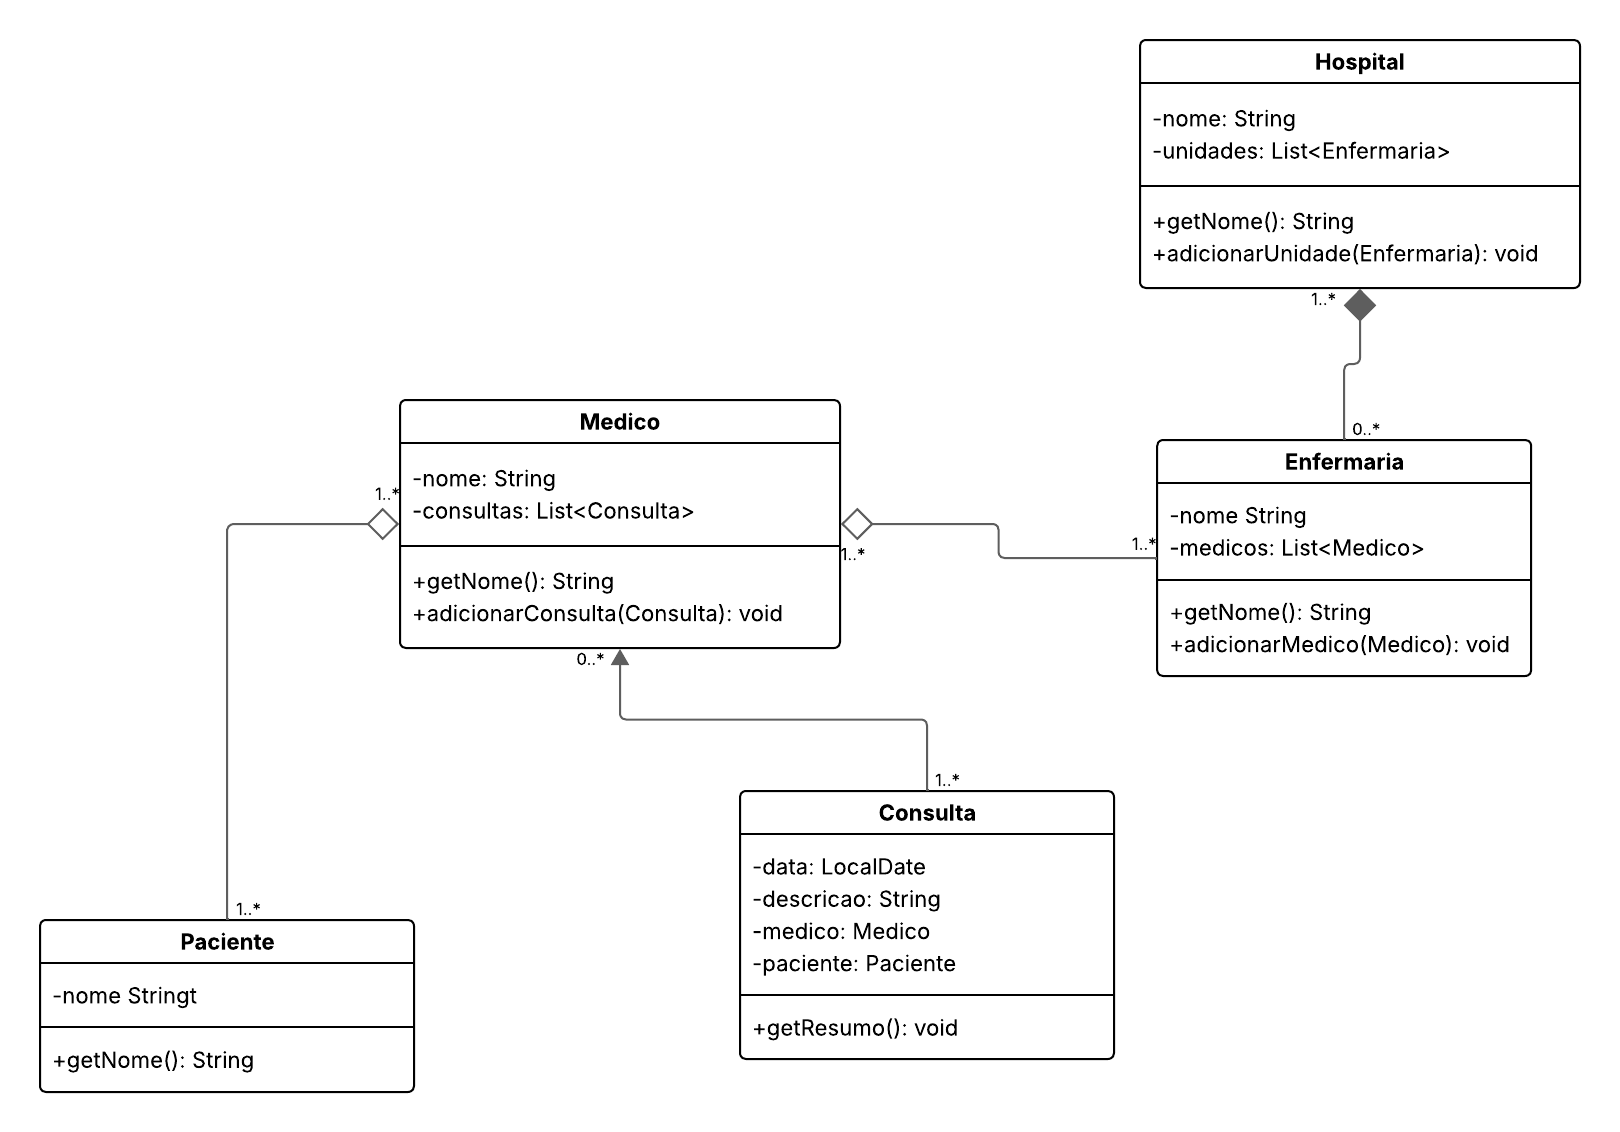 Hospital
-nome: String
-unidades: List<Enfermaria>
+getNome(): String
+adicionarUnidade(Enfermaria): void
1..*
0..*
Medico
-nome: String
-consultas: List<Consulta>
+getNome(): String
+adicionarConsulta(Consulta): void
1..*
1..*
1..*
0..*
Enfermaria
-nome String
-medicos: List<Medico>
+getNome(): String
+adicionarMedico(Medico): void
1..*
Consulta
-data: LocalDate
-descricao: String
-medico: Medico
-paciente: Paciente
+getResumo(): void
1..*
Paciente
-nome Stringt
+getNome(): String